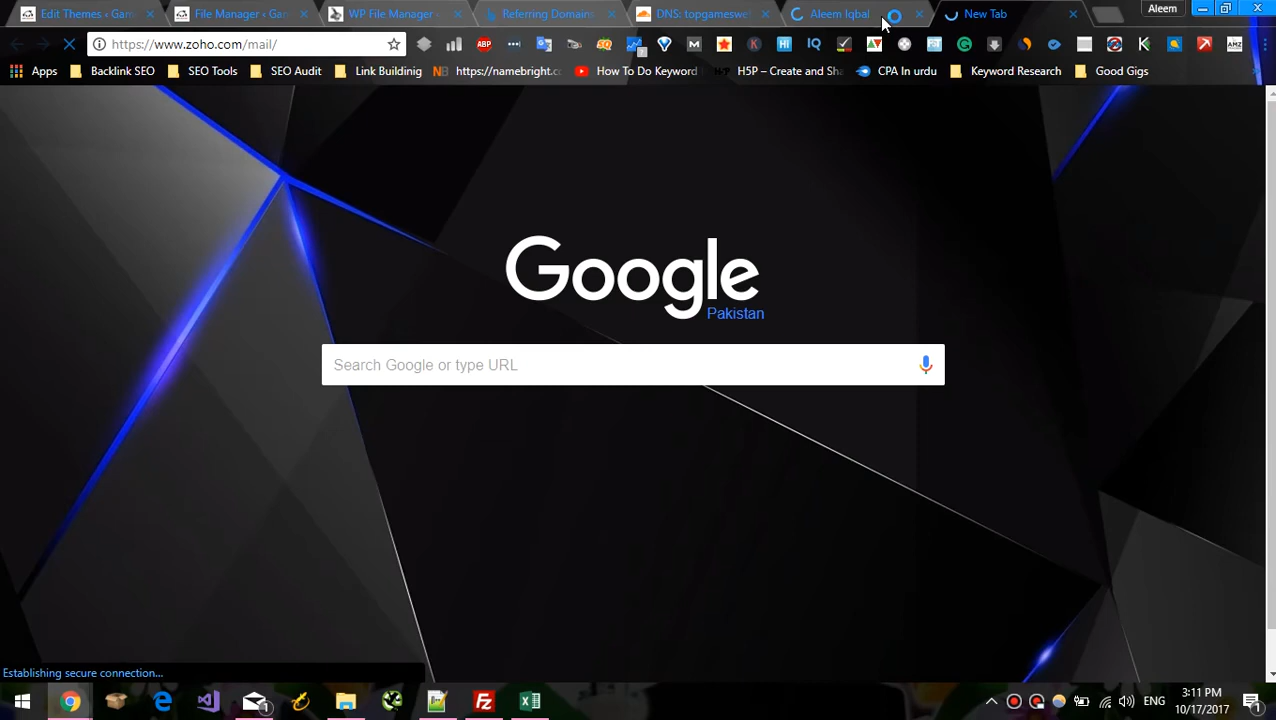 Edit Themes ‹ Gam
File Manager ‹ Gam
WP File Manager ‹
Referring Domains
DNS: topgameswe
Aleem Iqbal
New Tab
Aleem
https://www.zoho.com/mail/
Apps
Backlink SEO
SEO Tools
SEO Audit
Link Buildinig
https://namebright.cc
How To Do Keyword
H5P – Create and Sha
CPA In urdu
Keyword Research
Good Gigs
Google
Pakistan
Search Google or type URL
Establishing secure connection...
ENG
3:11 PM
10/17/2017